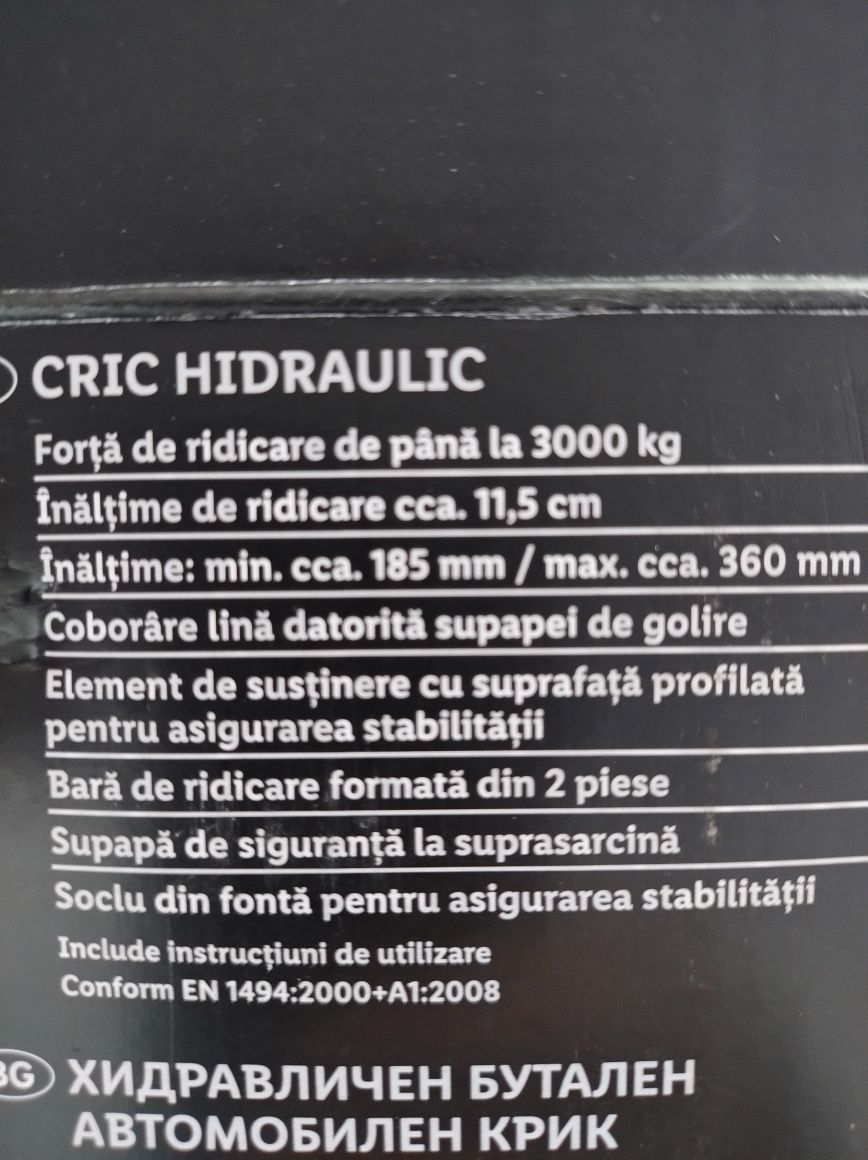 CRIC HIDRAULIC
Forță de ridicare de până la 3000 kg
Înălțime de ridicare cca. 11,5 cm
Înălțime: min. cca. 185 mm / max. cca. 360 mm
Coborâre lină datorită supapei de golire
Element de susținere cu suprafață profilată
pentru asigurarea stabilității
Bară de ridicare formată din 2 piese
Supapă de siguranță la suprasarcină
Soclu din fontă pentru asigurarea stabilității
Include instrucțiuni de utilizare
Conform EN 1494:2000+A1:2008
BG ХИДРАВЛИЧЕН БУТАЛЕН
АВТОМОБИЛЕН КРИК